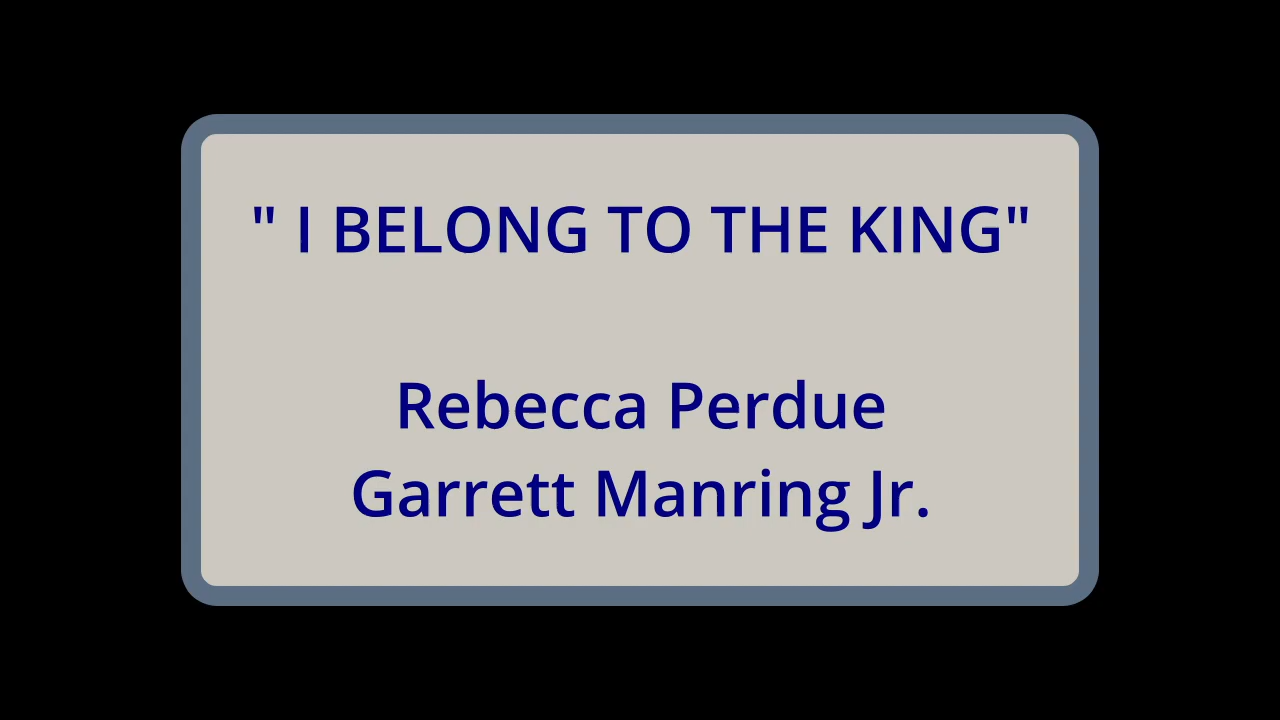 " I BELONG TO THE KING"
Rebecca Perdue
Garrett Manring Jr.